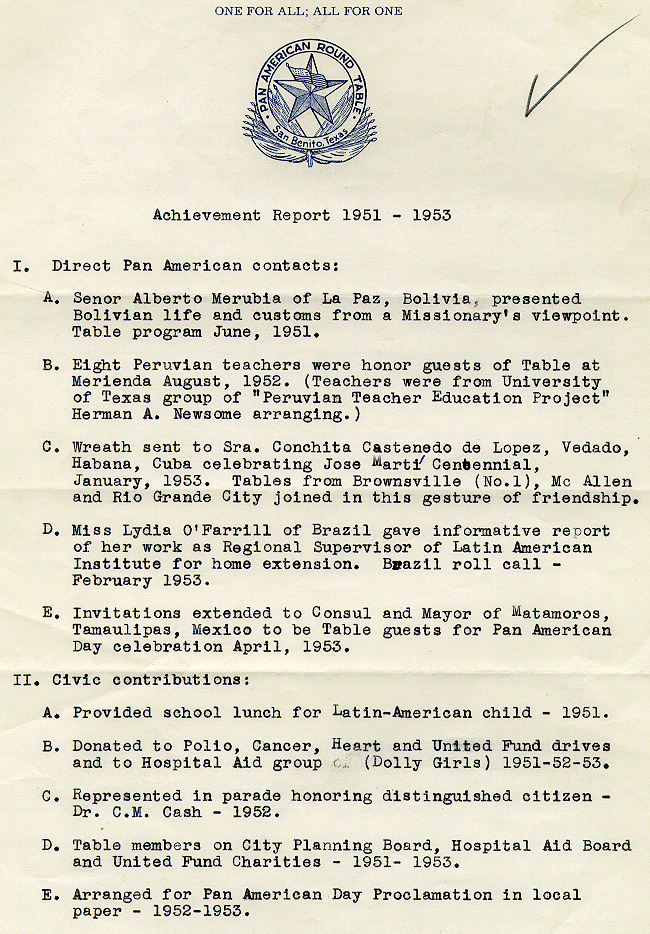 ONE FOR ALL; ALL FOR ONE
PAN AMERICAN ROUND TABLE
San Benito, Texas
Achievement Report 1951 - 1953
I. Direct Pan American contacts:
A. Senor Alberto Merubia of La Paz, Bolivia, presented
Bolivian life and customs from a Missionary's viewpoint.
Table program June, 1951.
B. Eight Peruvian teachers were honor guests of Table at
Merienda August, 1952. (Teachers were from University
of Texas group of "Peruvian Teacher Education Project"
Herman A. Newsome arranging.)
C. Wreath sent to Sra. Conchita Castenedo de Lopez, Vedado,
Habana, Cuba celebrating Jose Martí Centennial,
January, 1953. Tables from Brownsville (No.1), Mc Allen
and Rio Grande City joined in this gesture of friendship.
D. Miss Lydia O'Farrill of Brazil gave informative report
of her work as Regional Supervisor of Latin American
Institute for home extension. Brazil roll call -
February 1953.
E. Invitations extended to Consul and Mayor of Matamoros,
Tamaulipas, Mexico to be Table guests for Pan American
Day celebration April, 1953.
II. Civic contributions:
A. Provided school lunch for Latin-American child - 1951.
B. Donated to Polio, Cancer, Heart and United Fund drives
and to Hospital Aid group of (Dolly Girls) 1951-52-53.
C. Represented in parade honoring distinguished citizen -
Dr. C.M. Cash - 1952.
D. Table members on City Planning Board, Hospital Aid Board
and United Fund Charities - 1951- 1953.
E. Arranged for Pan American Day Proclamation in local
paper - 1952-1953.